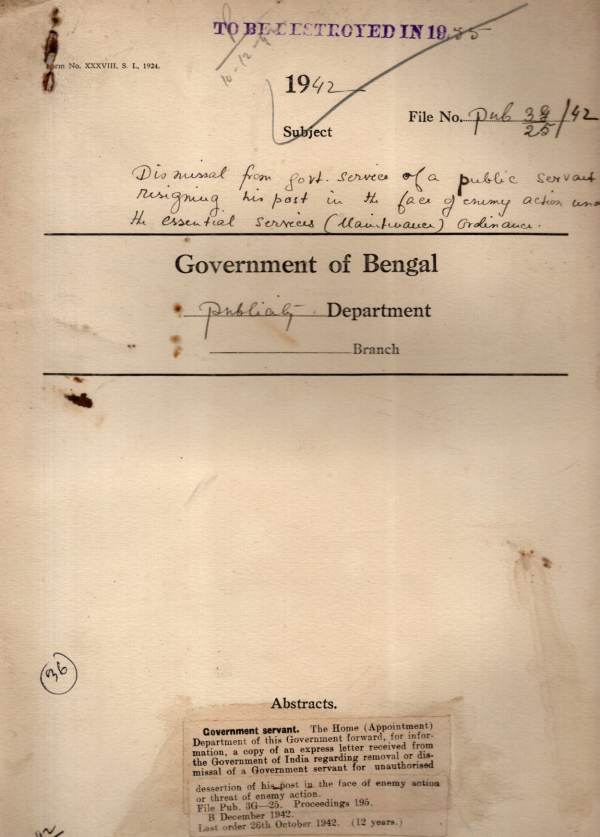 TO BE DESTROYED IN 1955
10-12-
Form No. XXXVIII, S. I., 1924.
1942
File No. Pub 3G/25/42
Subject
Dismissal from govt. service of a public servant
resigning his post in the face of enemy action
the essential services (Maintenance) Ordinance.
Government of Bengal
Publicity Department
Branch
36
Abstracts.
Government servant. The Home (Appointment)
Department of this Government forward, for infor-
mation, a copy of an express letter received from
the Government of India regarding removal or dis-
missal of a Government servant for unauthorised
dessertion of his post in the face of enemy action
or threat of enemy action.
File Pub. 3G—25. Proceedings 195.
B December 1942.
Last order 26th October 1942. (12 years.)